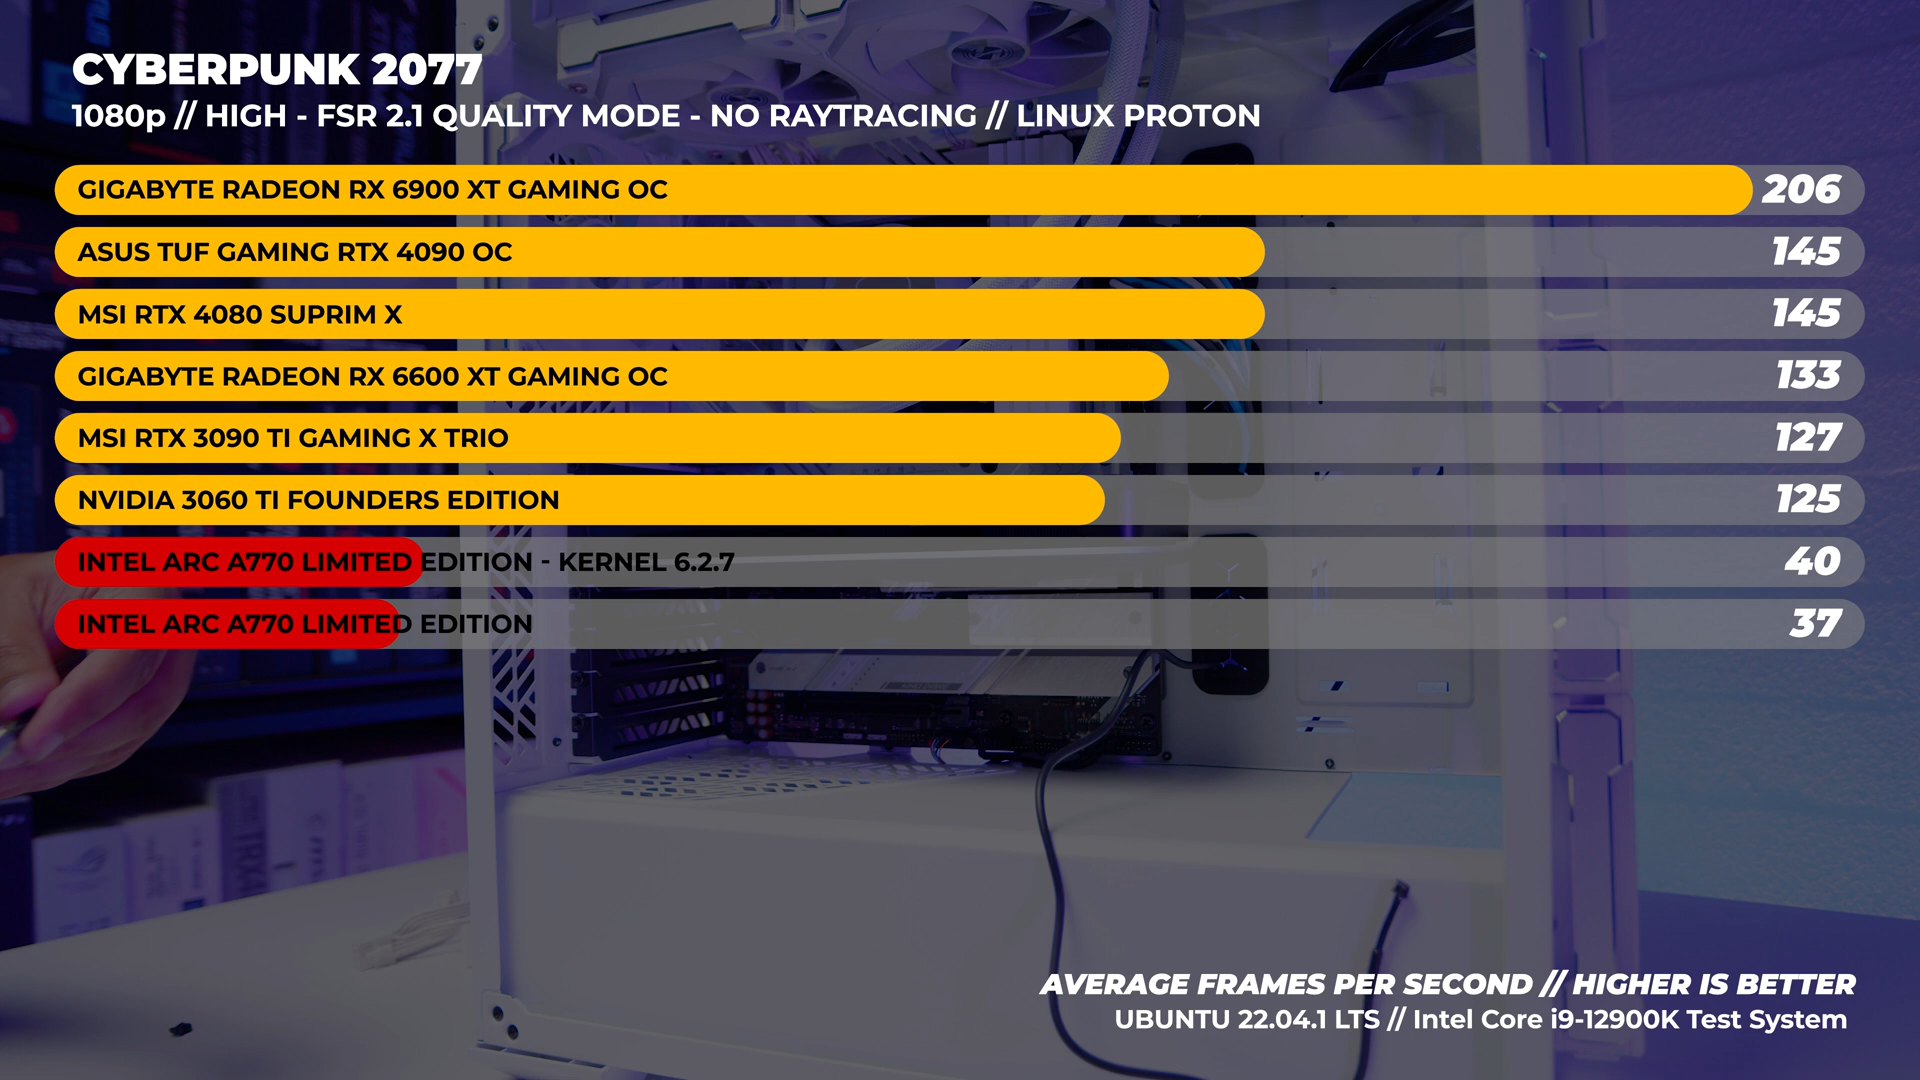 CYBERPUNK 2077
1080p // HIGH - FSR 2.1 QUALITY MODE - NO RAYTRACING // LINUX PROTON
GIGABYTE RADEON RX 6900 XT GAMING OC 206
ASUS TUF GAMING RTX 4090 OC 145
MSI RTX 4080 SUPRIM X 145
GIGABYTE RADEON RX 6600 XT GAMING OC 133
MSI RTX 3090 TI GAMING X TRIO 127
NVIDIA 3060 TI FOUNDERS EDITION 125
INTEL ARC A770 LIMITED EDITION - KERNEL 6.2.7 40
INTEL ARC A770 LIMITED EDITION 37
AVERAGE FRAMES PER SECOND // HIGHER IS BETTER
UBUNTU 22.04.1 LTS // Intel Core i9-12900K Test System